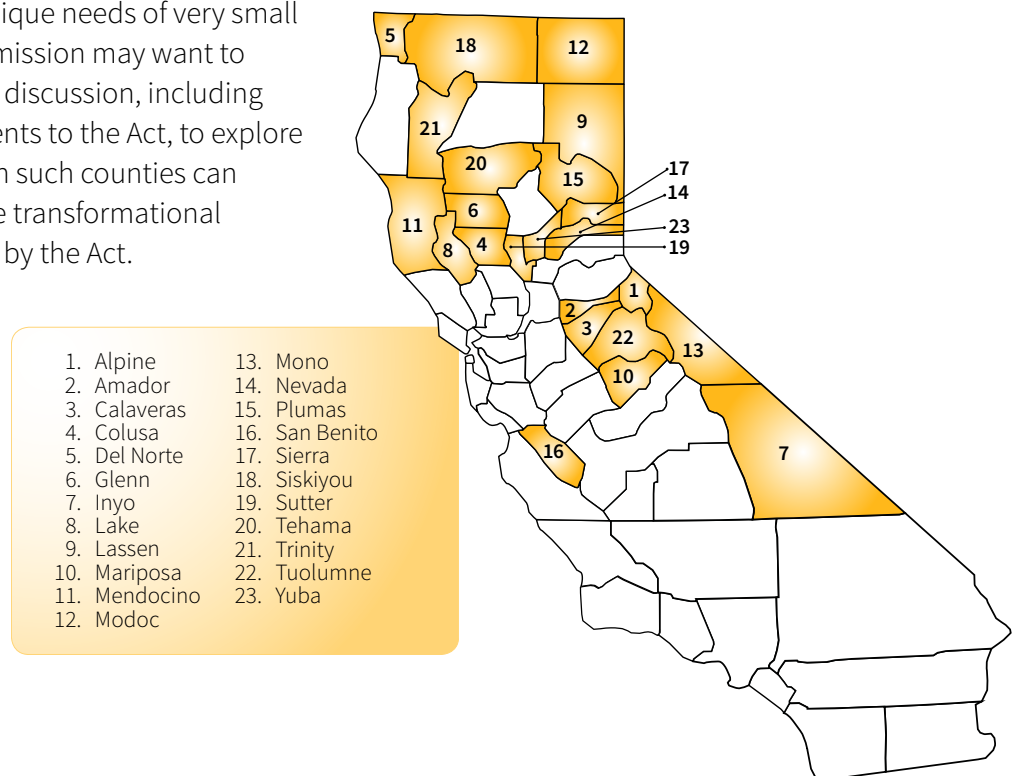 ique needs of very small
mission may want to
discussion, including
ents to the Act, to explore
n such counties can
e transformational
by the Act.
1. Alpine
2. Amador
3. Calaveras
4. Colusa
5. Del Norte
6. Glenn
7. Inyo
8. Lake
9. Lassen
10. Mariposa
11. Mendocino
12. Modoc
13. Mono
14. Nevada
15. Plumas
16. San Benito
17. Sierra
18. Siskiyou
19. Sutter
20. Tehama
21. Trinity
22. Tuolumne
23. Yuba
5
18
12
21
9
20
15
17
14
6
11
23
4
8
19
1
2
3
22
13
10
16
7